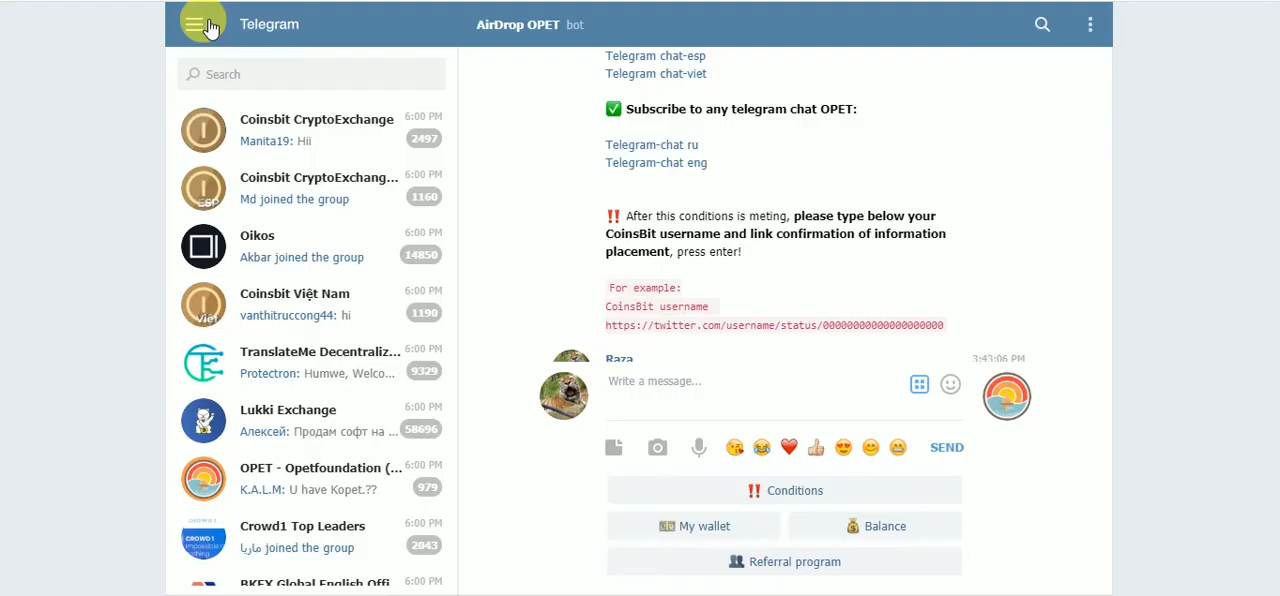 Telegram
AirDrop OPET bot
Search
Coinsbit CryptoExchange 6:00 PM
Manita19: Hii 2497
Coinsbit CryptoExchang... 6:00 PM
Md joined the group 1160
ESP
Oikos 6:00 PM
Akbar joined the group 14850
Coinsbit Việt Nam 6:00 PM
vanthitruccong44: hi 1190
Việt
TranslateMe Decentraliz... 6:00 PM
Protectron: Humwe, Welco... 9329
Lukki Exchange 6:00 PM
Алексей: Продам софт на ... 58696
OPET - Opetfoundation (... 6:00 PM
K.A.L.M: U have Kopet.?? 979
Crowd1 Top Leaders 6:00 PM
ماريا joined the group 2043
CROWD1
BKEX Global English Offi... 6:00 PM
Telegram chat-esp
Telegram chat-viet
Subscribe to any telegram chat OPET:
Telegram-chat ru
Telegram-chat eng
After this conditions is meting, please type below your
CoinsBit username and link confirmation of information
placement, press enter!
For example:
CoinsBit username
https://twitter.com/username/status/00000000000000000000
Raza 3:43:06 PM
Write a message...
SEND
Conditions
My wallet
Balance
Referral program